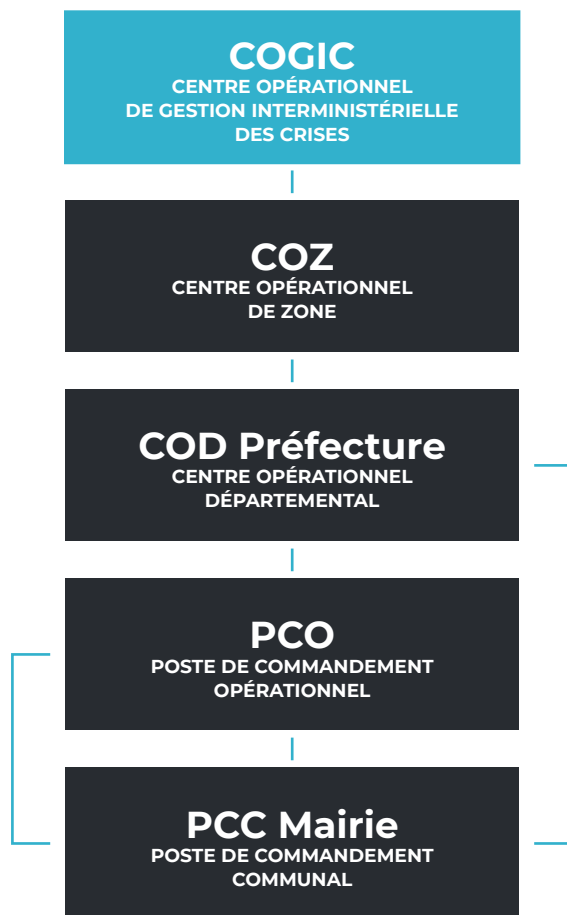 COGIC
CENTRE OPÉRATIONNEL
DE GESTION INTERMINISTÉRIELLE
DES CRISES
COZ
CENTRE OPÉRATIONNEL
DE ZONE
COD Préfecture
CENTRE OPÉRATIONNEL
DÉPARTEMENTAL
PCO
POSTE DE COMMANDEMENT
OPÉRATIONNEL
PCC Mairie
POSTE DE COMMANDEMENT
COMMUNAL